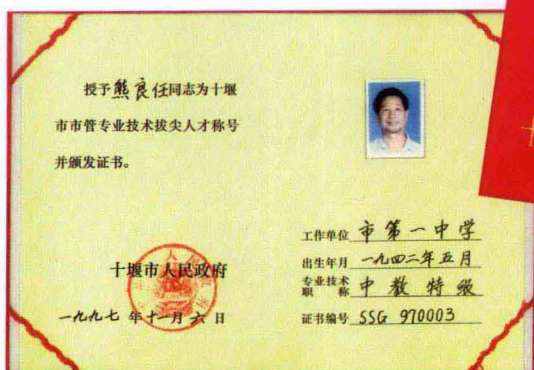 授予熊良任同志为十堰
市市管专业技术拔尖人才称号
并颁发证书。
十堰市人民政府
一九九七年十一月六日
工作单位 市第一中学
出生年月 一九四二年五月
专业技术职称 中教特级
证书编号 SSG 970003